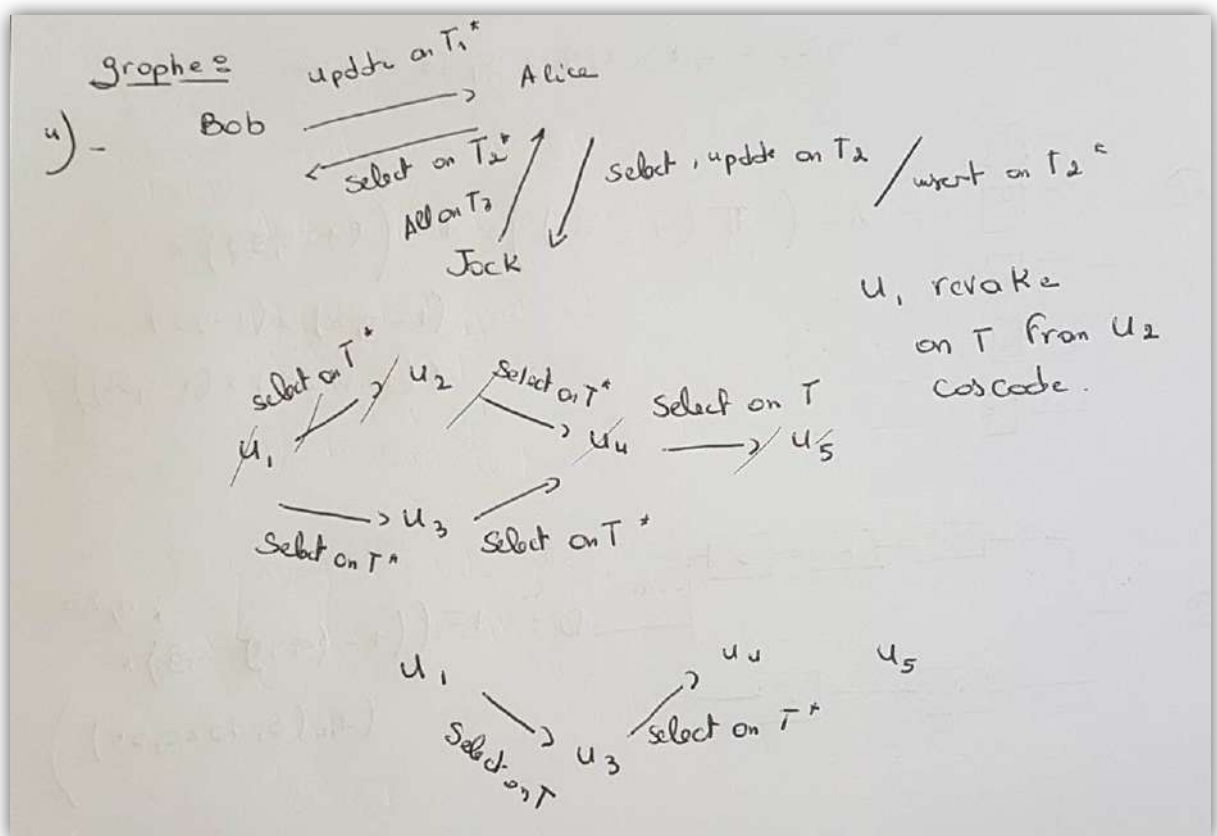 Graphe :
4) -
Bob
update on T₁*
Alice
select on T₂*
All on T₃
select, update on T₂ / insert on T₂*
Jack
U₁ revoke
on T from U₂
cascade.
select on T*
U₂
select on T*
U₁
U₄
select on T
U₅
select on T*
U₃
select on T*
U₁
U₄
U₅
select on T
U₃
select on T*